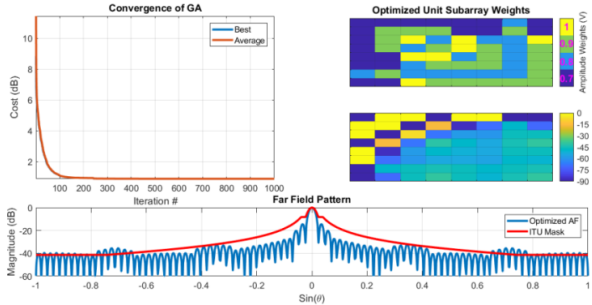 Convergence of GA
Best
Average
10
8
6
4
2
Cost (dB)
100 200 300 400 500 600 700 800 900 1000
Iteration #
Optimized Unit Subarray Weights
1
0.9
0.8
0.7
Amplitude Weights (V)
0
-15
-30
-45
-60
-75
-90
Far Field Pattern
Optimized AF
ITU Mask
0
-20
-40
-60
Magnitude (dB)
-1 -0.8 -0.6 -0.4 -0.2 0 0.2 0.4 0.6 0.8 1
Sin(θ)